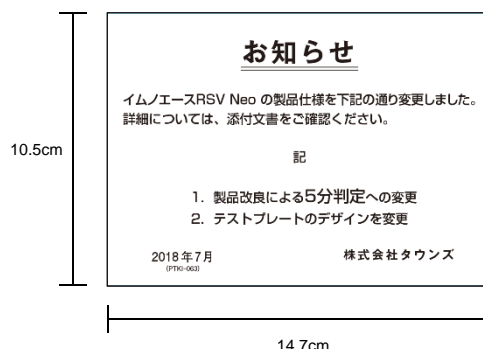 お知らせ
イムノエースRSV Neo の製品仕様を下記の通り変更しました。
詳細については、添付文書をご確認ください。
10.5cm
記
1. 製品改良による5分判定への変更
2. テストプレートのデザインを変更
2018年7月 株式会社タウンズ
(PTKI-063)
14.7cm